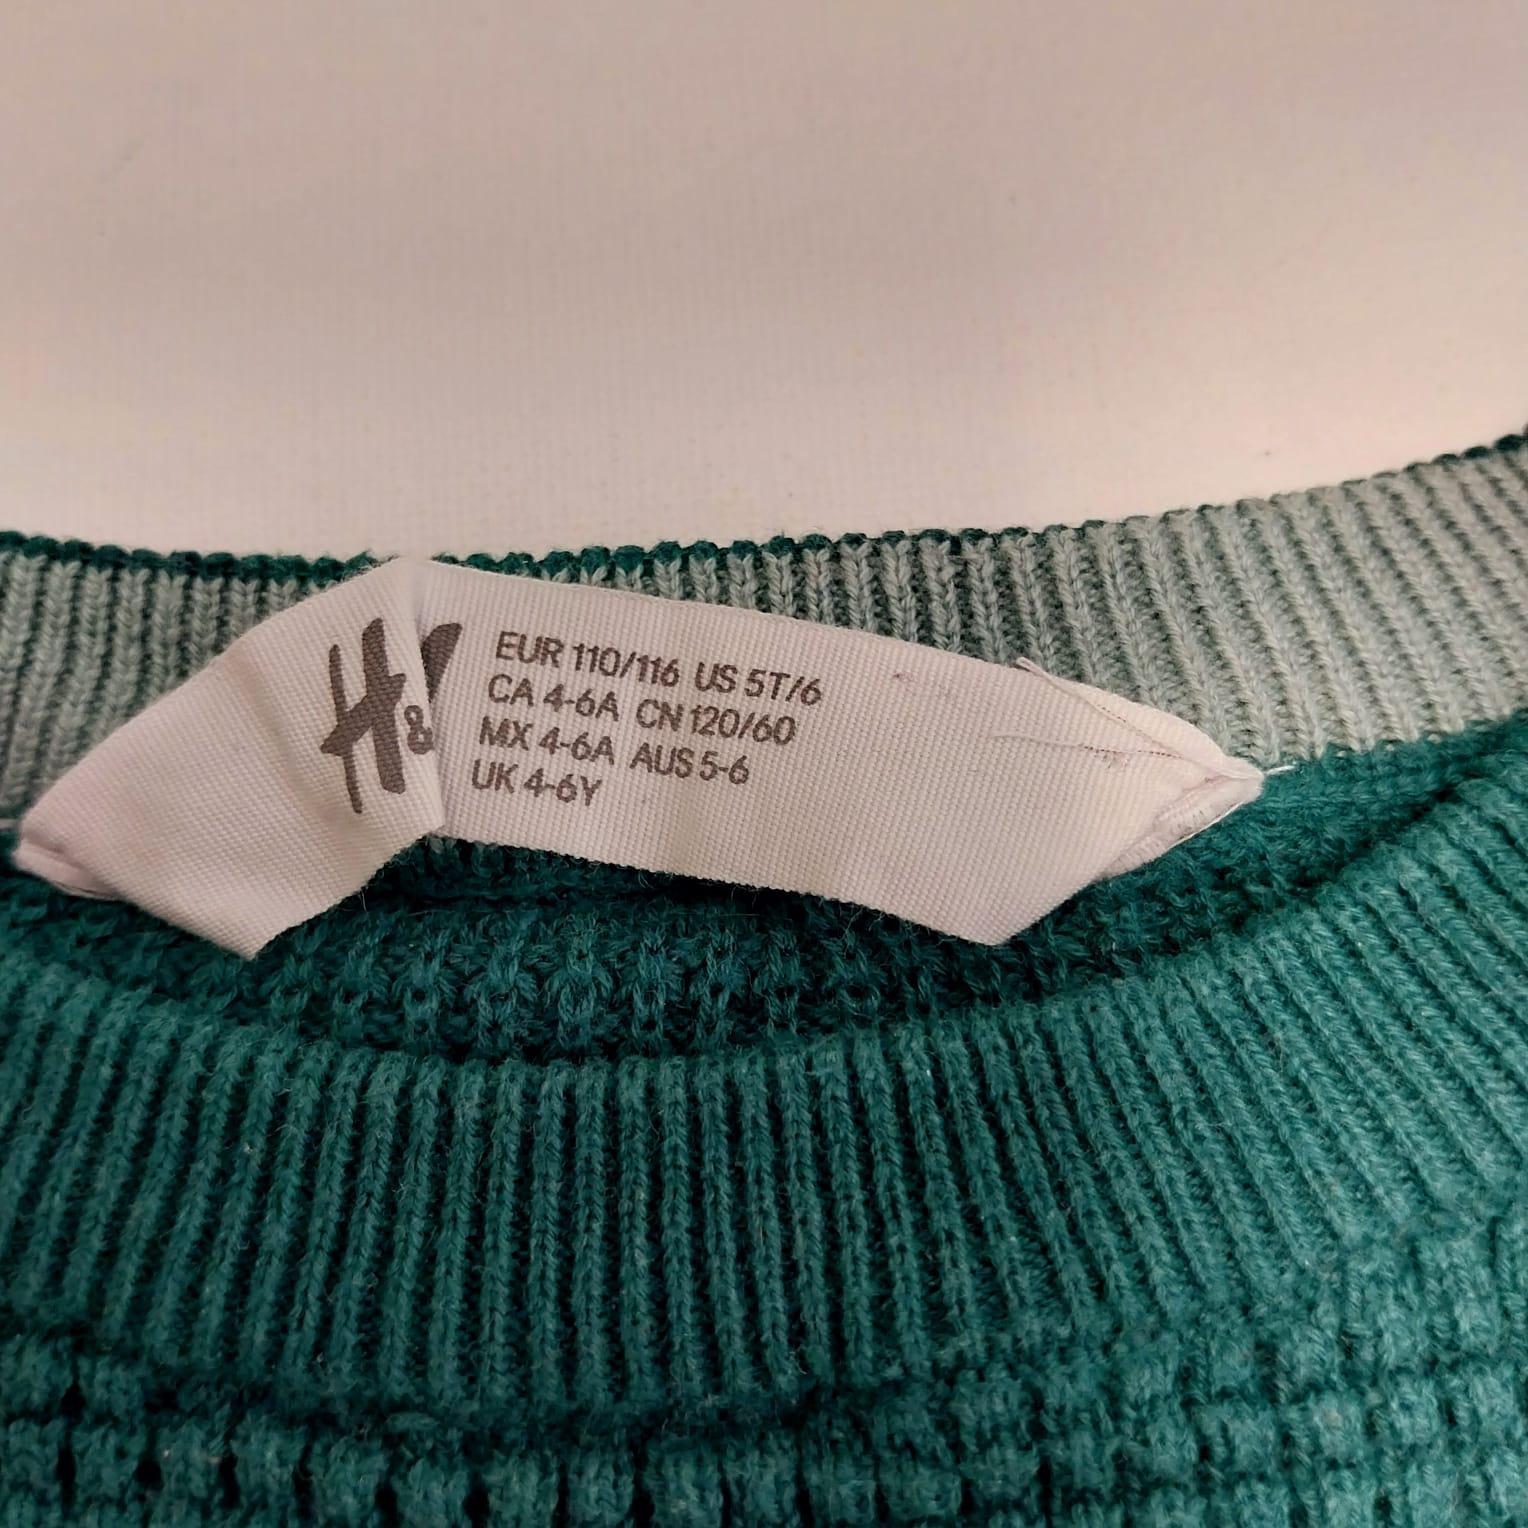 H&
EUR 110/116 US 5T/6
CA 4-6A CN 120/60
MX 4-6A AUS 5-6
UK 4-6Y